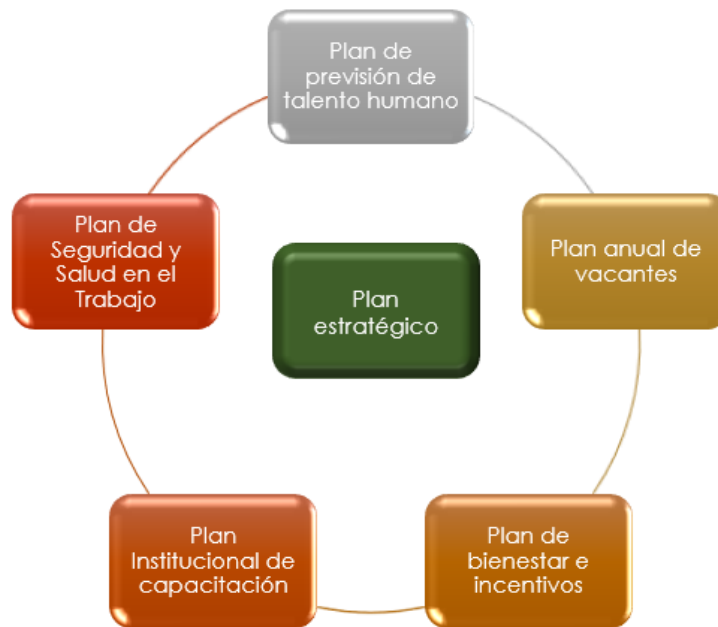 Plan de
previsión de
talento humano
Plan de
Seguridad y
Salud en el
Trabajo
Plan anual de
vacantes
Plan
estratégico
Plan
Institucional de
capacitación
Plan de
bienestar e
incentivos